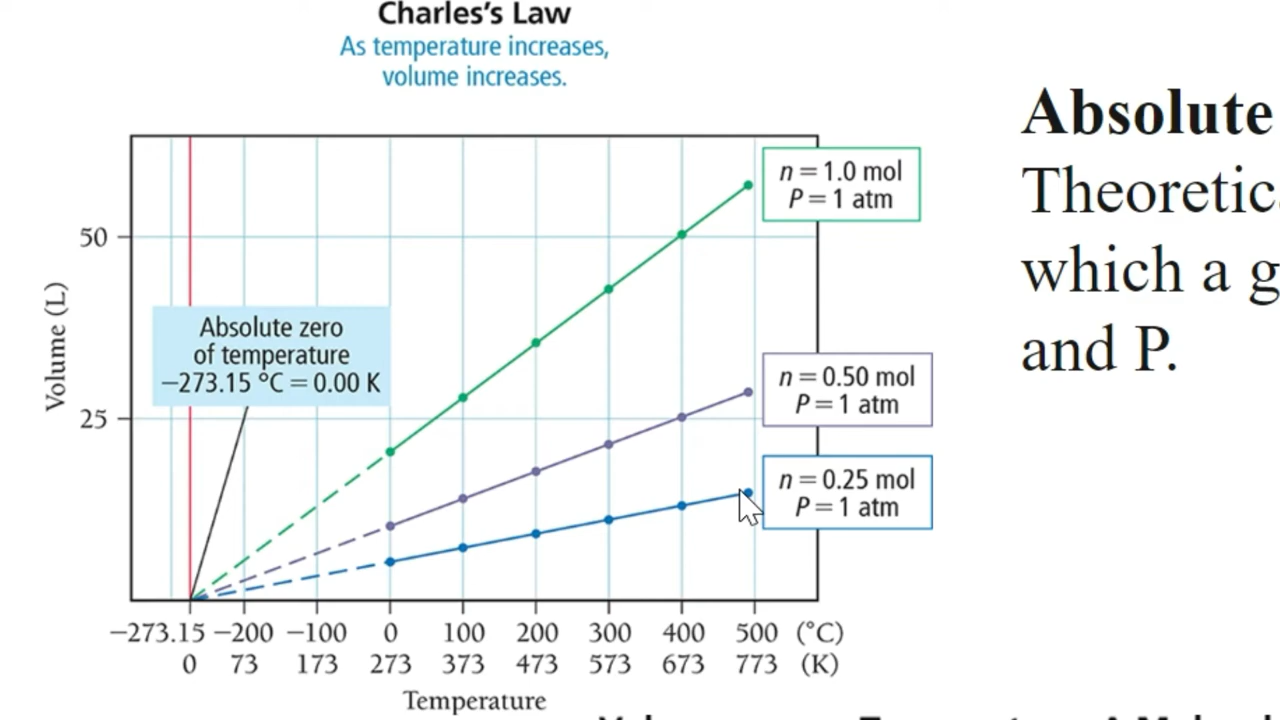 Charles's Law
As temperature increases,
volume increases.
Absolute
Theoretic
which a g
and P.
n = 1.0 mol
P = 1 atm
50
Volume (L)
Absolute zero
of temperature
−273.15 °C = 0.00 K
n = 0.50 mol
P = 1 atm
25
n = 0.25 mol
P = 1 atm
−273.15 −200 −100 0 100 200 300 400 500 (°C)
0 73 173 273 373 473 573 673 773 (K)
Temperature